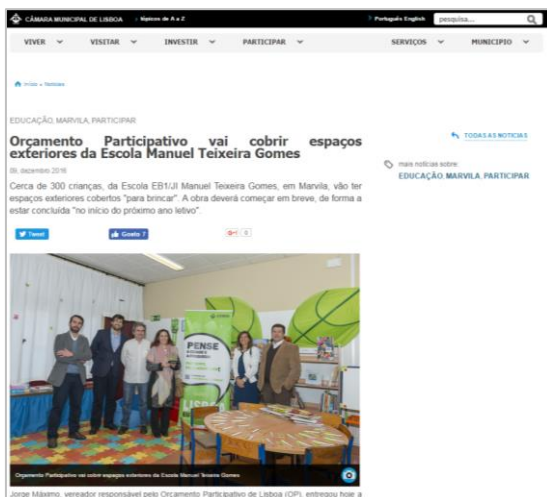 CÂMARA MUNICIPAL DE LISBOA › tópicos de A a Z › Português English pesquisa...
VIVER VISITAR INVESTIR PARTICIPAR SERVIÇOS MUNICIPIO
Início » Notícias
EDUCAÇÃO, MARVILA, PARTICIPAR
Orçamento Participativo vai cobrir espaços
exteriores da Escola Manuel Teixeira Gomes
TODAS AS NOTÍCIAS
mais notícias sobre:
EDUCAÇÃO, MARVILA, PARTICIPAR
09, dezembro 2016
Cerca de 300 crianças, da Escola EB1/JI Manuel Teixeira Gomes, em Marvila, vão ter
espaços exteriores cobertos "para brincar". A obra deverá começar em breve, de forma a
estar concluída "no início do próximo ano letivo".
Tweet Gosto 7 G+1 0
PENSE
LISBOA
Orçamento Participativo vai cobrir espaços exteriores da Escola Manuel Teixeira Gomes
Jorge Máximo, vereador responsável pelo Orçamento Participativo de Lisboa (OP), entregou hoje a